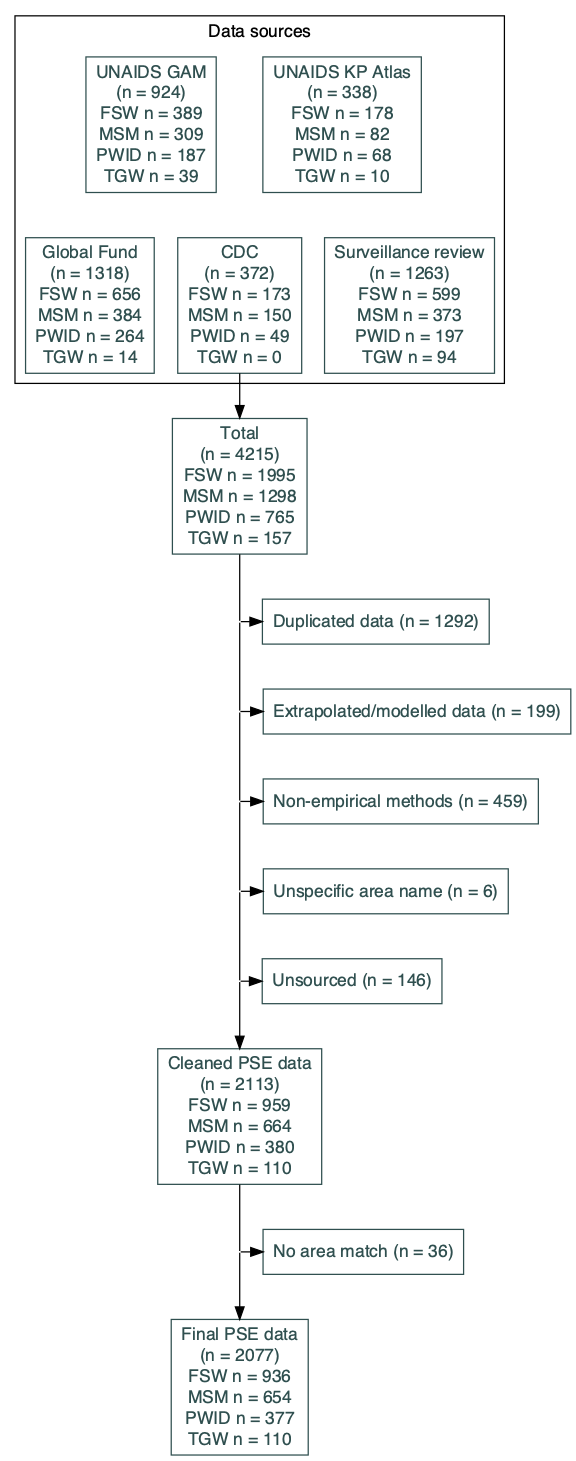 Data sources
UNAIDS GAM
(n = 924)
FSW n = 389
MSM n = 309
PWID n = 187
TGW n = 39
UNAIDS KP Atlas
(n = 338)
FSW n = 178
MSM n = 82
PWID n = 68
TGW n = 10
Global Fund
(n = 1318)
FSW n = 656
MSM n = 384
PWID n = 264
TGW n = 14
CDC
(n = 372)
FSW n = 173
MSM n = 150
PWID n = 49
TGW n = 0
Surveillance review
(n = 1263)
FSW n = 599
MSM n = 373
PWID n = 197
TGW n = 94
Total
(n = 4215)
FSW n = 1995
MSM n = 1298
PWID n = 765
TGW n = 157
Duplicated data (n = 1292)
Extrapolated/modelled data (n = 199)
Non-empirical methods (n = 459)
Unspecific area name (n = 6)
Unsourced (n = 146)
Cleaned PSE data
(n = 2113)
FSW n = 959
MSM n = 664
PWID n = 380
TGW n = 110
No area match (n = 36)
Final PSE data
(n = 2077)
FSW n = 936
MSM n = 654
PWID n = 377
TGW n = 110